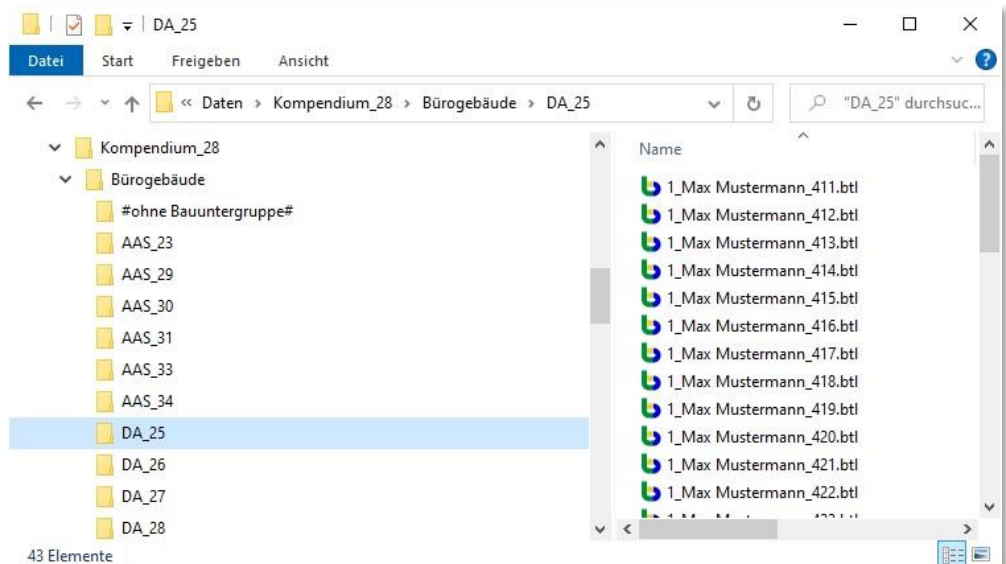 DA_25
Datei Start Freigeben Ansicht
« Daten > Kompendium_28 > Bürogebäude > DA_25 "DA_25" durchsuc...
Kompendium_28
Bürogebäude
#ohne Bauuntergruppe#
AAS_23
AAS_29
AAS_30
AAS_31
AAS_33
AAS_34
DA_25
DA_26
DA_27
DA_28
Name
1_Max Mustermann_411.btl
1_Max Mustermann_412.btl
1_Max Mustermann_413.btl
1_Max Mustermann_414.btl
1_Max Mustermann_415.btl
1_Max Mustermann_416.btl
1_Max Mustermann_417.btl
1_Max Mustermann_418.btl
1_Max Mustermann_419.btl
1_Max Mustermann_420.btl
1_Max Mustermann_421.btl
1_Max Mustermann_422.btl
43 Elemente